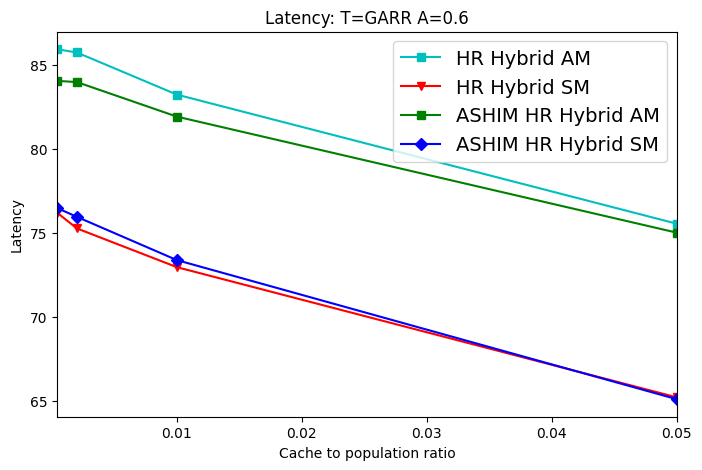 Latency: T=GARR A=0.6
HR Hybrid AM
HR Hybrid SM
ASHIM HR Hybrid AM
ASHIM HR Hybrid SM
Latency
85
80
75
70
65
0.01 0.02 0.03 0.04 0.05
Cache to population ratio